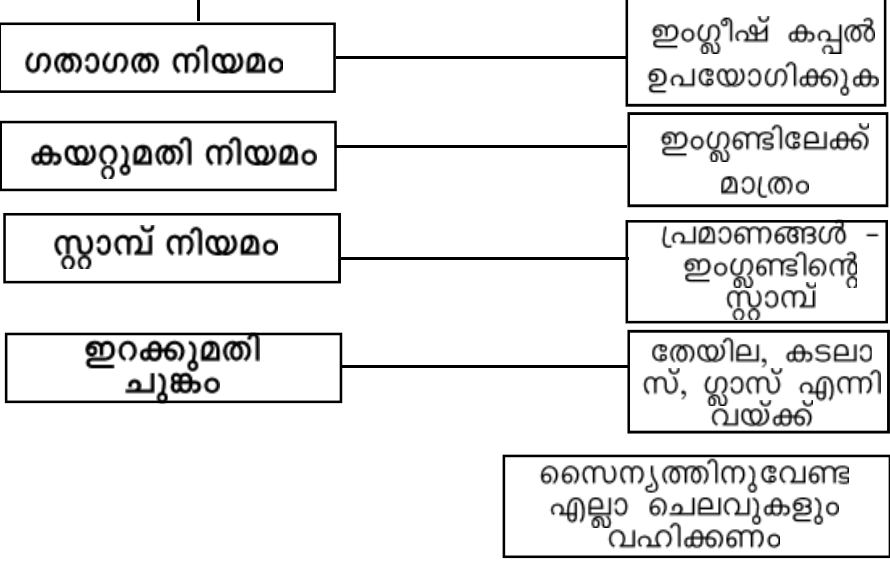 ഗതാഗത നിയമം
ഇംഗ്ലീഷ് കപ്പൽ
ഉപയോഗിക്കുക
കയറ്റുമതി നിയമം
ഇംഗ്ലണ്ടിലേക്ക്
മാത്രം
സ്റ്റാമ്പ് നിയമം
പ്രമാണങ്ങൾ -
ഇംഗ്ലണ്ടിന്റെ
സ്റ്റാമ്പ്
ഇറക്കുമതി
ചുങ്കം
തേയില, കടലാ
സ്, ഗ്ലാസ് എന്നി
വയ്ക്ക്
സൈന്യത്തിനുവേണ്ട
എല്ലാ ചെലവുകളും
വഹിക്കണം